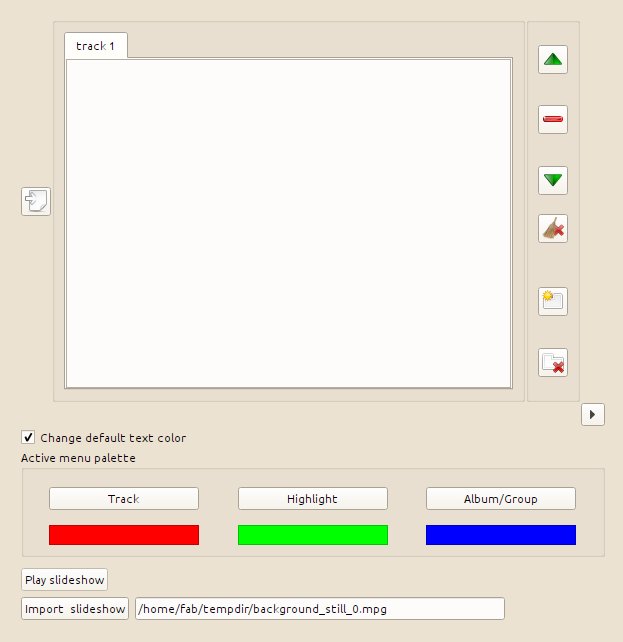 track 1
Change default text color
Active menu palette
Track
Highlight
Album/Group
Play slideshow
Import slideshow
/home/fab/tempdir/background_still_0.mpg